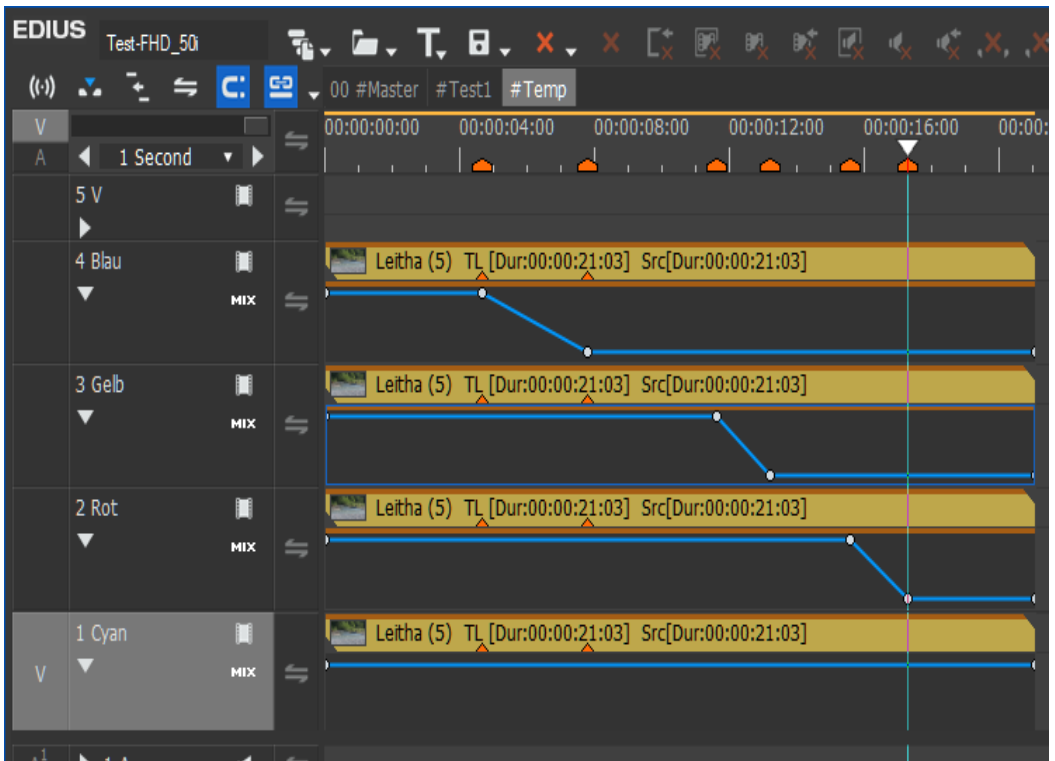 EDIUS Test-FHD_50i
00 #Master #Test1 #Temp
V
00:00:00:00 00:00:04:00 00:00:08:00 00:00:12:00 00:00:16:00 00:00:
A 1 Second
5 V
4 Blau
Leitha (5) TL [Dur:00:00:21:03] Src[Dur:00:00:21:03]
MIX
3 Gelb
Leitha (5) TL [Dur:00:00:21:03] Src[Dur:00:00:21:03]
MIX
2 Rot
Leitha (5) TL [Dur:00:00:21:03] Src[Dur:00:00:21:03]
MIX
1 Cyan
Leitha (5) TL [Dur:00:00:21:03] Src[Dur:00:00:21:03]
V MIX